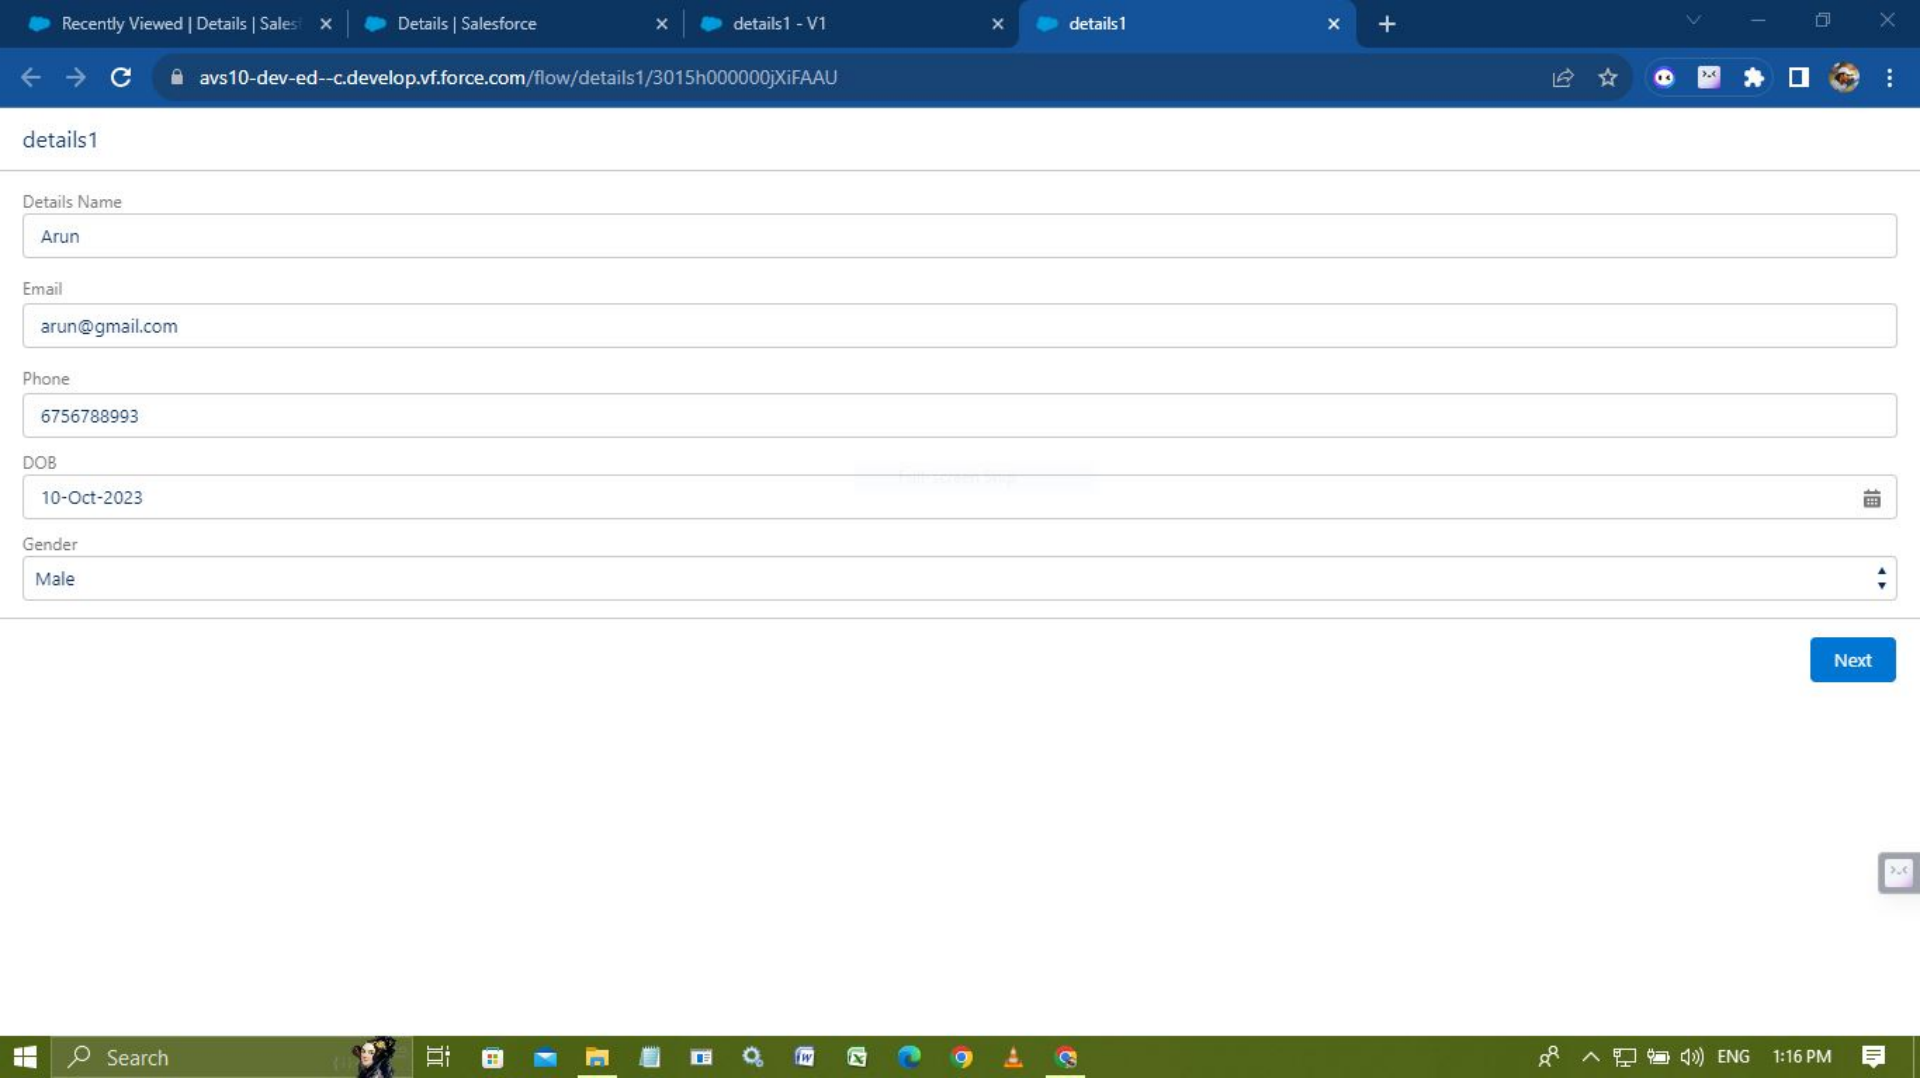 Recently Viewed | Details | Sales
Details | Salesforce
details1 - V1
details1
avs10-dev-ed--c.develop.vf.force.com/flow/details1/3015h000000jXiFAAU
details1
Details Name
Arun
Email
arun@gmail.com
Phone
6756788993
DOB
10-Oct-2023
Gender
Male
Next
Search
ENG
1:16 PM